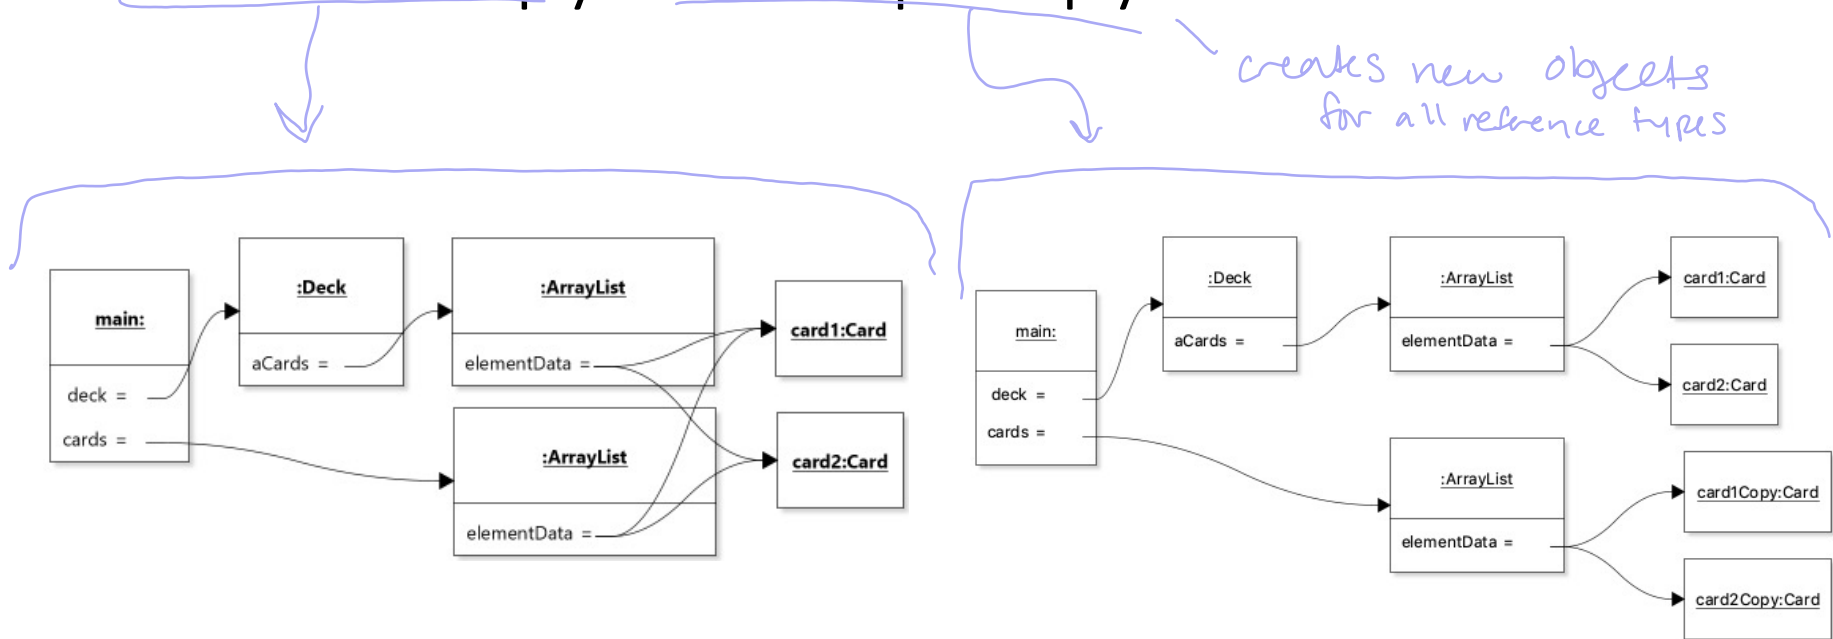 creates new objects
for all reference types
main:
deck =
cards =
:Deck
aCards =
:ArrayList
elementData =
:ArrayList
elementData =
card1:Card
card2:Card
main:
deck =
cards =
:Deck
aCards =
:ArrayList
elementData =
:ArrayList
elementData =
card1:Card
card2:Card
card1Copy:Card
card2Copy:Card